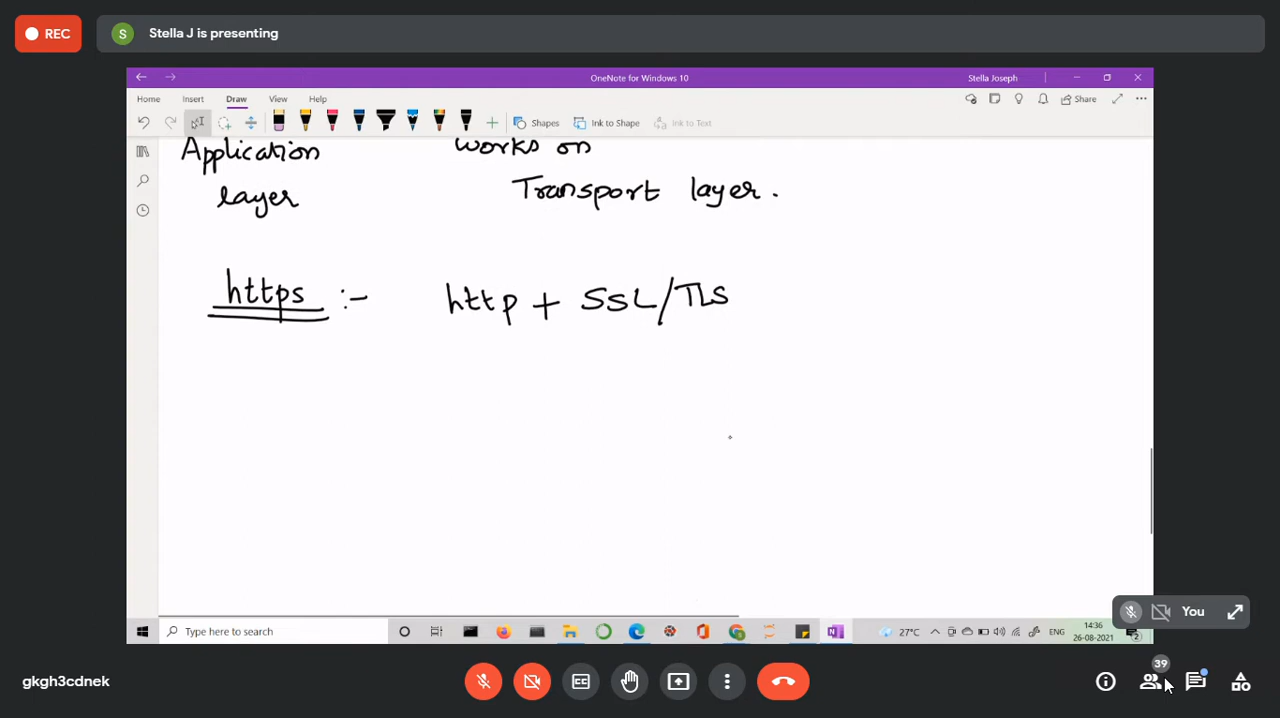 REC
S Stella J is presenting
OneNote for Windows 10
Stella Joseph
Home Insert Draw View Help
Share
Shapes Ink to Shape Ink to Text
Application
layer
works on
Transport layer.
https :- http + SSL/TLS
You
Type here to search
27°C
ENG
14:36
26-08-2021
2
gkgh3cdnek
CC
39